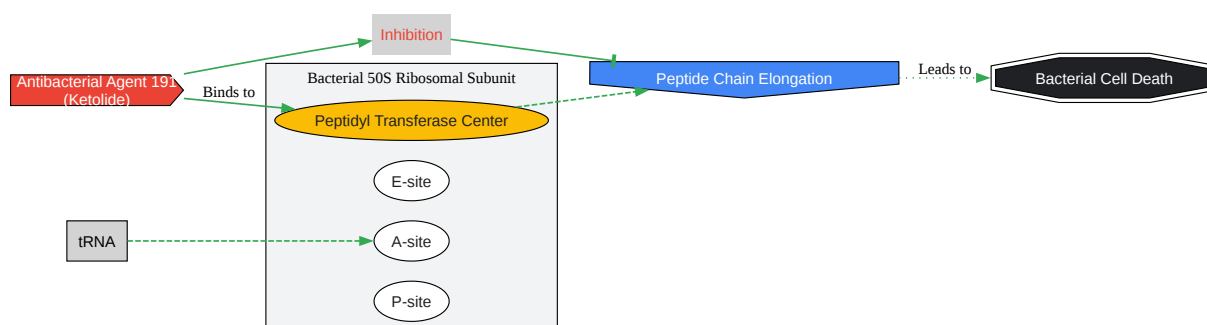 Inhibition
Antibacterial Agent 191
(Ketolide)
Binds to
Bacterial 50S Ribosomal Subunit
Peptidyl Transferase Center
E-site
A-site
P-site
tRNA
Peptide Chain Elongation
Leads to
Bacterial Cell Death